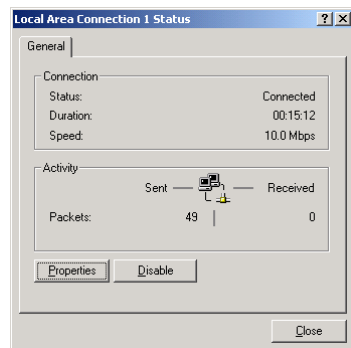 Local Area Connection 1 Status
General
Connection
Status: Connected
Duration: 00:15:12
Speed: 10.0 Mbps
Activity
Sent Received
Packets: 49 0
Properties Disable
Close